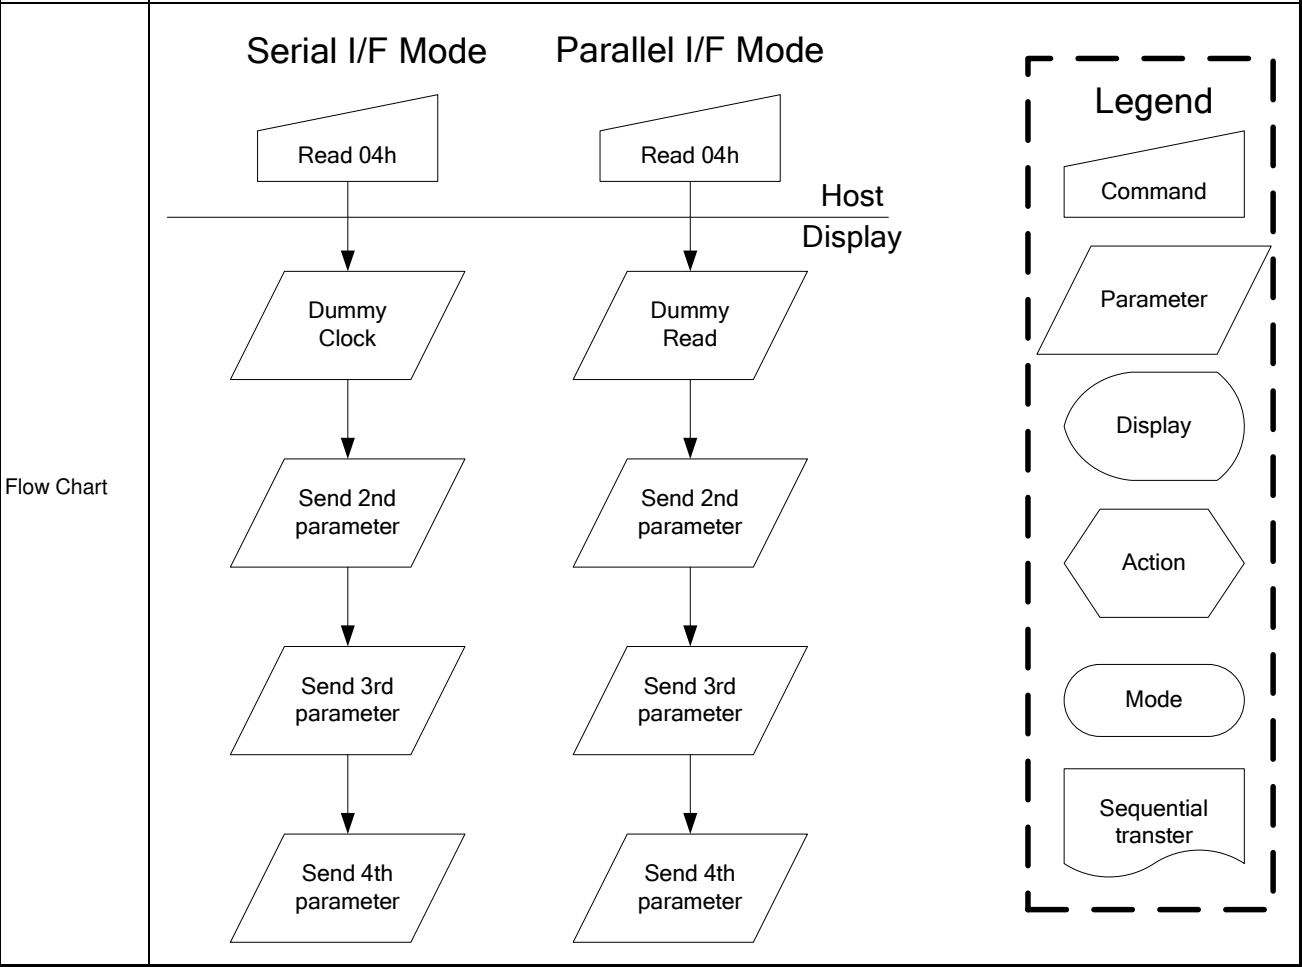 Flow Chart
Serial I/F Mode
Read 04h
Dummy
Clock
Send 2nd
parameter
Send 3rd
parameter
Send 4th
parameter
Parallel I/F Mode
Read 04h
Host
Display
Dummy
Read
Send 2nd
parameter
Send 3rd
parameter
Send 4th
parameter
Legend
Command
Parameter
Display
Action
Mode
Sequential
transter